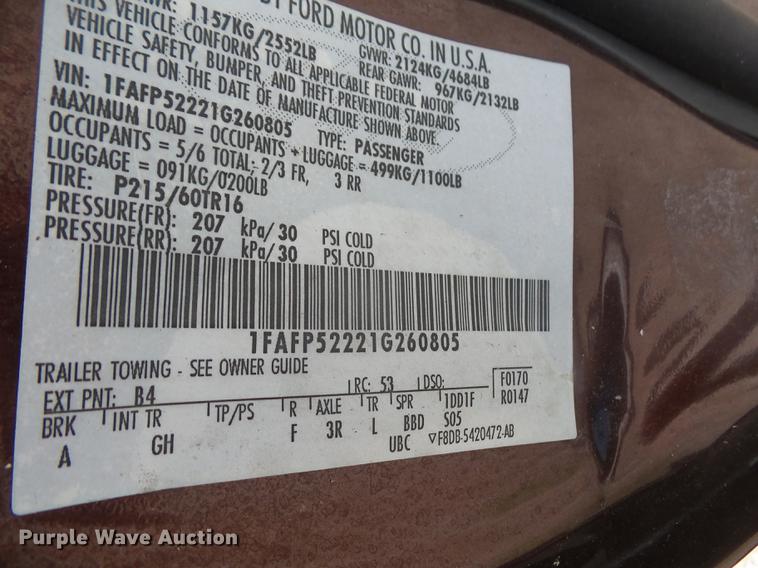 BY FORD MOTOR CO. IN U.S.A.
GAWR: 1157KG/2552LB
GVWR: 2124KG/4684LB
REAR GAWR: 967KG/2132LB
THIS VEHICLE CONFORMS TO ALL APPLICABLE FEDERAL MOTOR
VEHICLE SAFETY, BUMPER, AND THEFT PREVENTION STANDARDS
IN EFFECT ON THE DATE OF MANUFACTURE SHOWN ABOVE.
VIN: 1FAFP52221G260805
TYPE: PASSENGER
MAXIMUM LOAD = OCCUPANTS + LUGGAGE = 499KG/1100LB
OCCUPANTS = 5/6 TOTAL; 2/3 FR, 3 RR
LUGGAGE = 091KG/0200LB
TIRE: P215/60TR16
PRESSURE(FR): 207 kPa/30 PSI COLD
PRESSURE(RR): 207 kPa/30 PSI COLD
1FAFP52221G260805
TRAILER TOWING - SEE OWNER GUIDE
EXT PNT: B4 RC: 53 DSO: F0170
R0147
BRK INT TR TP/PS R AXLE TR SPR 1DD1F
A GH F 3R L BBD S05
UBC ▽F8DB-5420472-AB
Purple Wave Auction